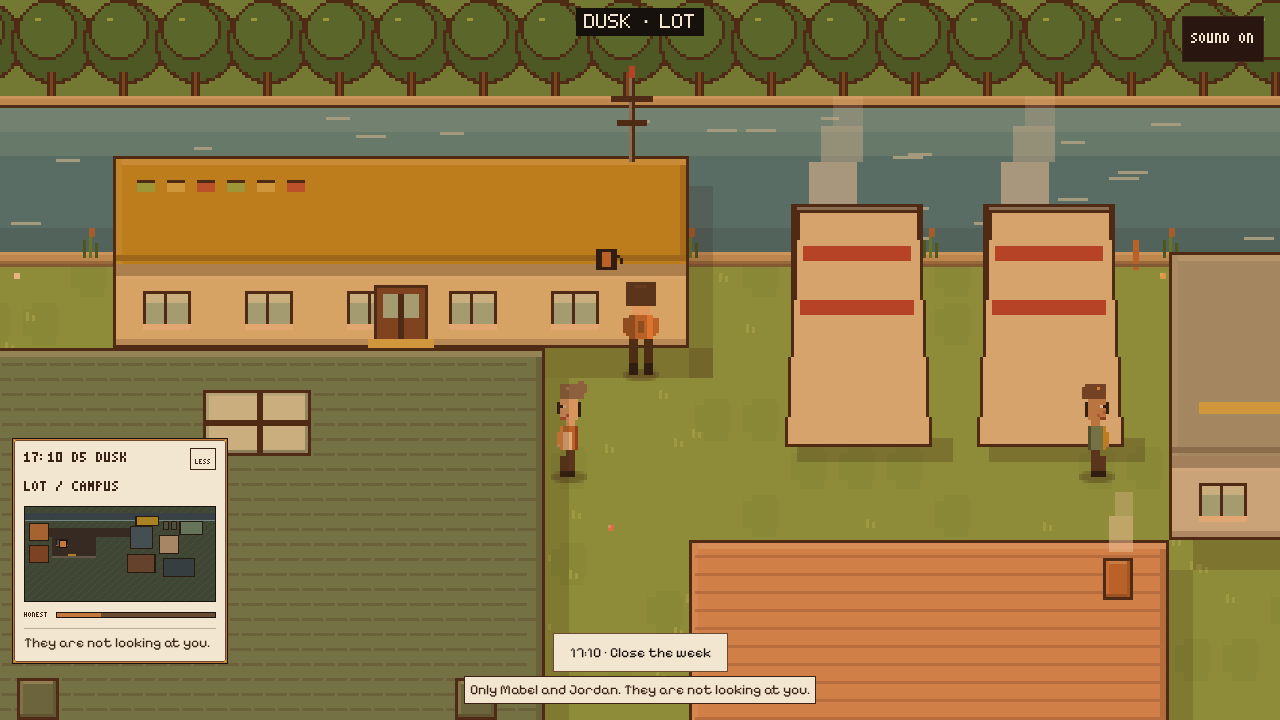 DUSK · LOT
SOUND ON
17:10 D5 DUSK
LESS
LOT / CAMPUS
HONEST
They are not looking at you.
17:10 · Close the week
Only Mabel and Jordan. They are not looking at you.